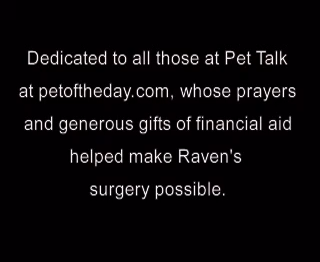 Dedicated to all those at Pet Talk
at petoftheday.com, whose prayers
and generous gifts of financial aid
helped make Raven's
surgery possible.